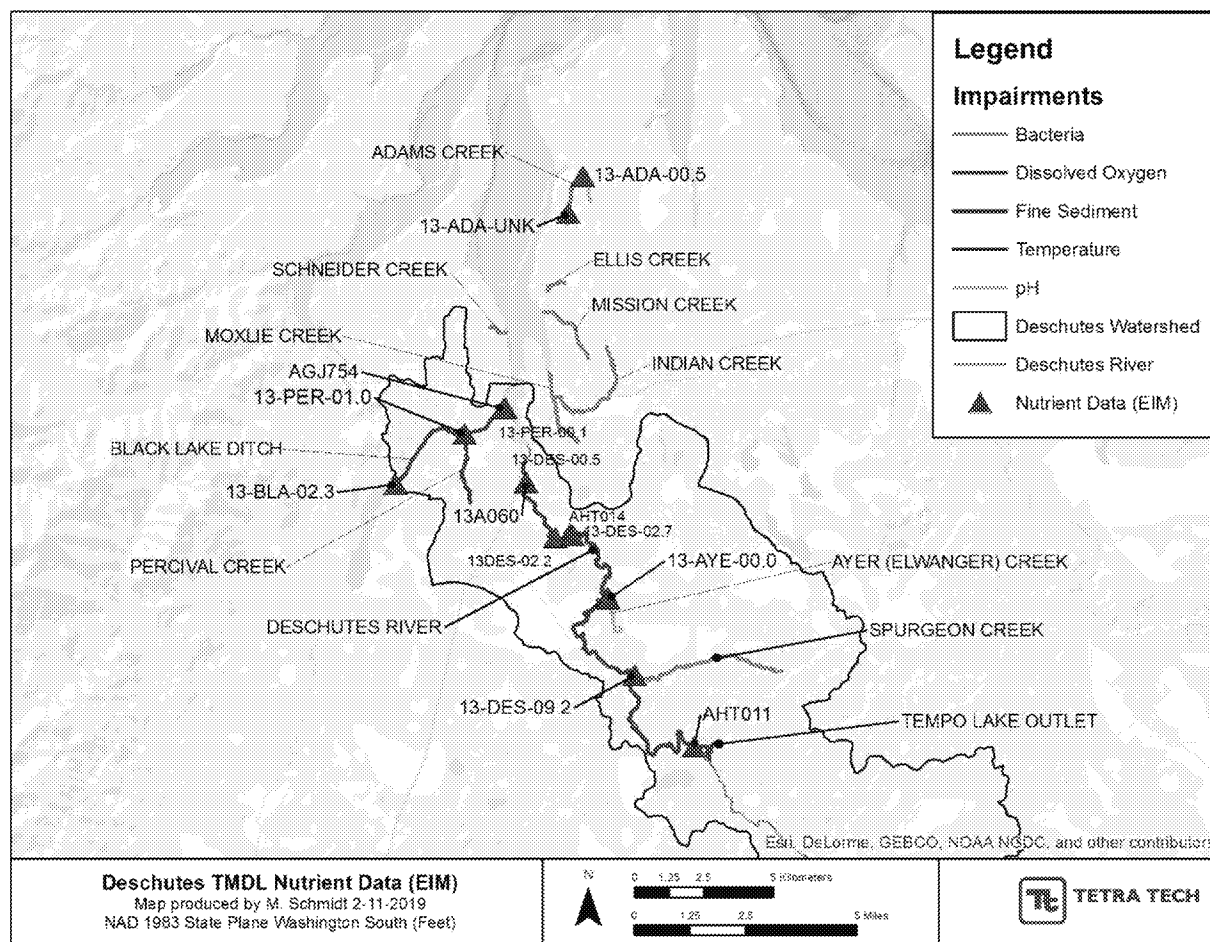 Legend
Impairments
Bacteria
Dissolved Oxygen
Fine Sediment
Temperature
pH
Deschutes Watershed
Deschutes River
Nutrient Data (EIM)
ADAMS CREEK
13-ADA-00.5
13-ADA-UNK
ELLIS CREEK
SCHNEIDER CREEK
MISSION CREEK
MOXLIE CREEK
INDIAN CREEK
AGJ754
13-PER-01.0
13-PER-00.1
BLACK LAKE DITCH
13-DES-00.5
13-BLA-02.3
13A060
AHT014
13-DES-02.7
13DES-02.2
13-AYE-00.0
PERCIVAL CREEK
AYER (ELWANGER) CREEK
DESCHUTES RIVER
SPURGEON CREEK
13-DES-09.2
AHT011
TEMPO LAKE OUTLET
Esri, DeLorme, GEBCO, NOAA NGDC, and other contributors
Deschutes TMDL Nutrient Data (EIM)
Map produced by M. Schmidt 2-11-2019
NAD 1983 State Plane Washington South (Feet)
N
0 1.25 2.5 5 Kilometers
0 1.25 2.5 5 Miles
Tt
TETRA TECH